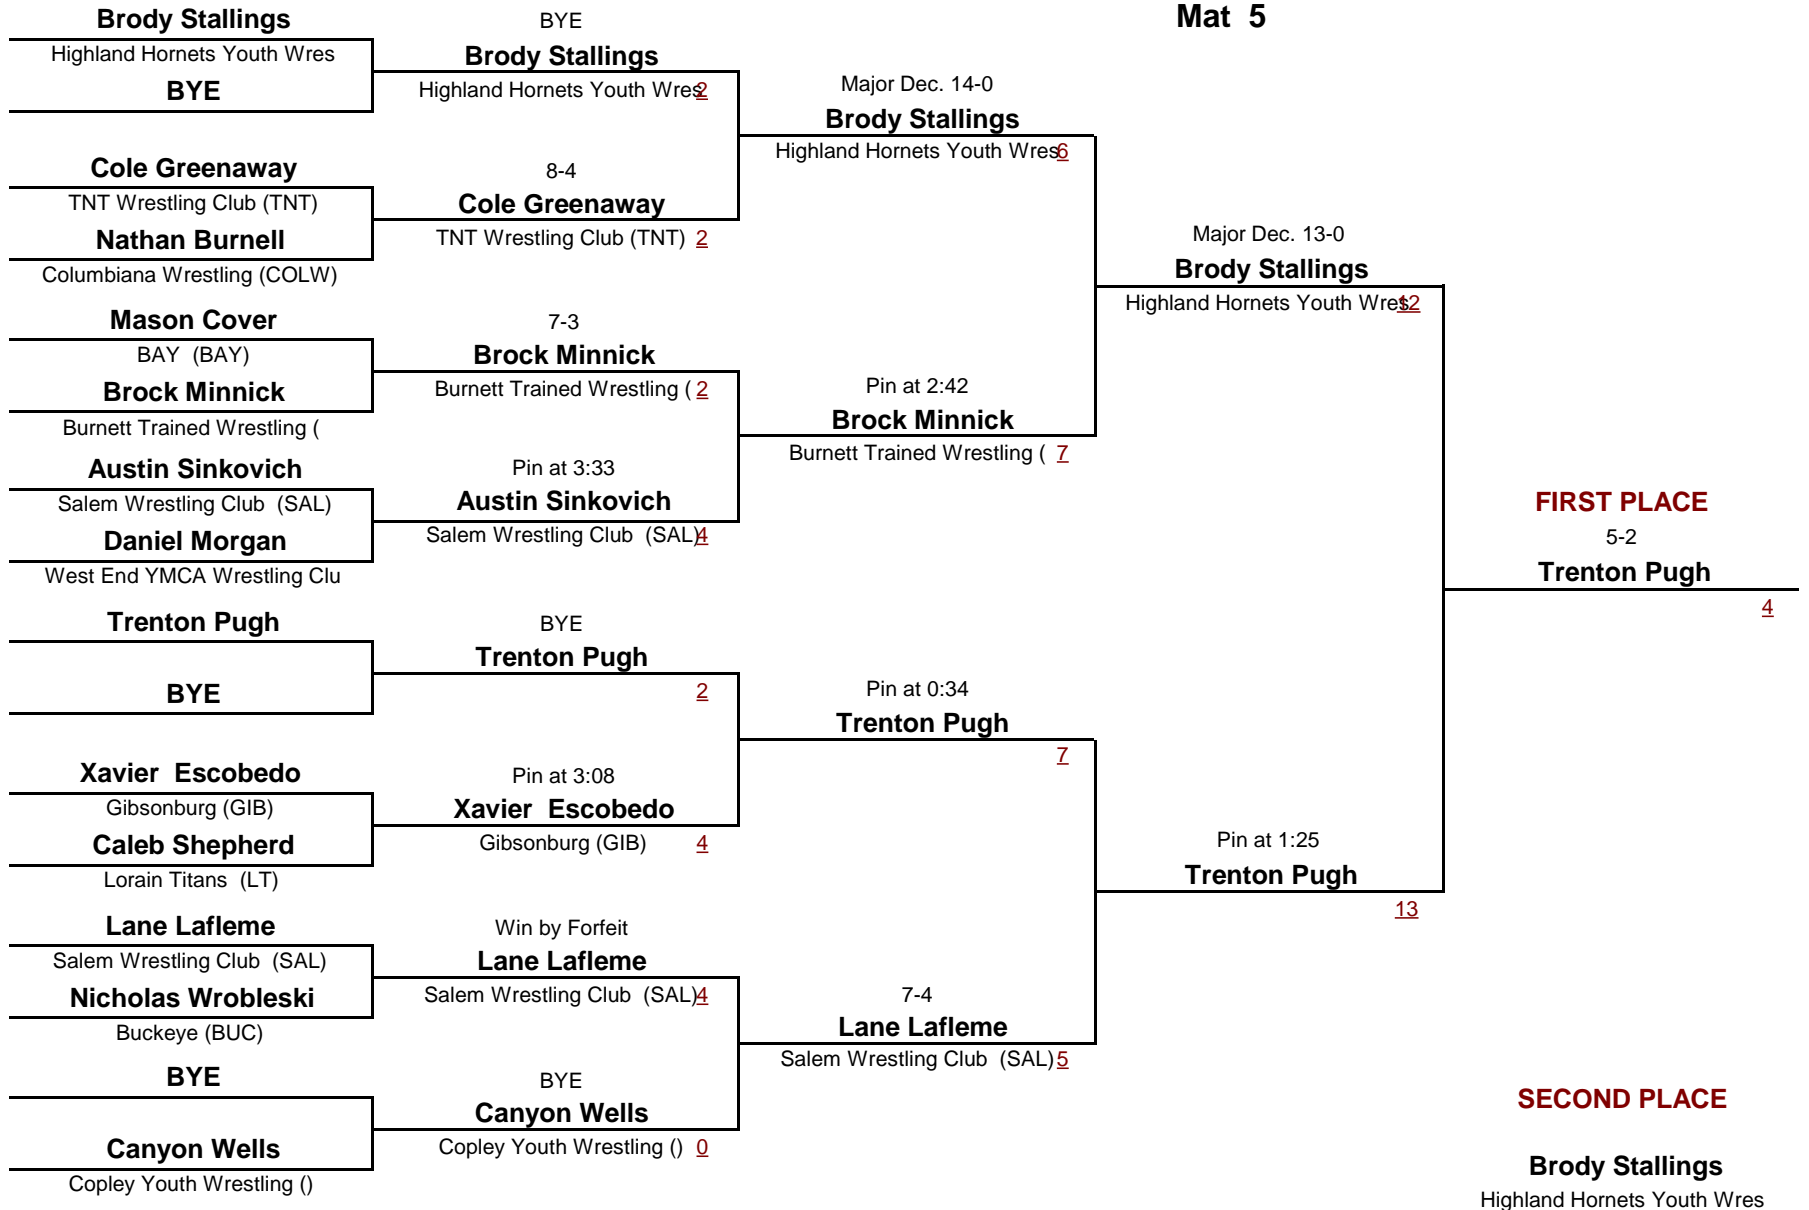 Mat 5
Brody Stallings
Highland Hornets Youth Wres
BYE
Cole Greenaway
TNT Wrestling Club (TNT)
Nathan Burnell
Columbiana Wrestling (COLW)
Mason Cover
BAY (BAY)
Brock Minnick
Burnett Trained Wrestling (
Austin Sinkovich
Salem Wrestling Club (SAL)
Daniel Morgan
West End YMCA Wrestling Clu
Trenton Pugh
BYE
Xavier Escobedo
Gibsonburg (GIB)
Caleb Shepherd
Lorain Titans (LT)
Lane Lafleme
Salem Wrestling Club (SAL)
Nicholas Wrobleski
Buckeye (BUC)
BYE
Canyon Wells
Copley Youth Wrestling ()
BYE
Brody Stallings
Highland Hornets Youth Wres 2
8-4
Cole Greenaway
TNT Wrestling Club (TNT) 2
7-3
Brock Minnick
Burnett Trained Wrestling ( 2
Pin at 3:33
Austin Sinkovich
Salem Wrestling Club (SAL) 4
BYE
Trenton Pugh
2
Pin at 3:08
Xavier Escobedo
Gibsonburg (GIB) 4
Win by Forfeit
Lane Lafleme
Salem Wrestling Club (SAL) 4
BYE
Canyon Wells
Copley Youth Wrestling () 0
Major Dec. 14-0
Brody Stallings
Highland Hornets Youth Wres 6
Pin at 2:42
Brock Minnick
Burnett Trained Wrestling ( 7
Pin at 0:34
Trenton Pugh
7
7-4
Lane Lafleme
Salem Wrestling Club (SAL) 5
Major Dec. 13-0
Brody Stallings
Highland Hornets Youth Wres 12
Pin at 1:25
Trenton Pugh
13
FIRST PLACE
5-2
Trenton Pugh
4
SECOND PLACE
Brody Stallings
Highland Hornets Youth Wres